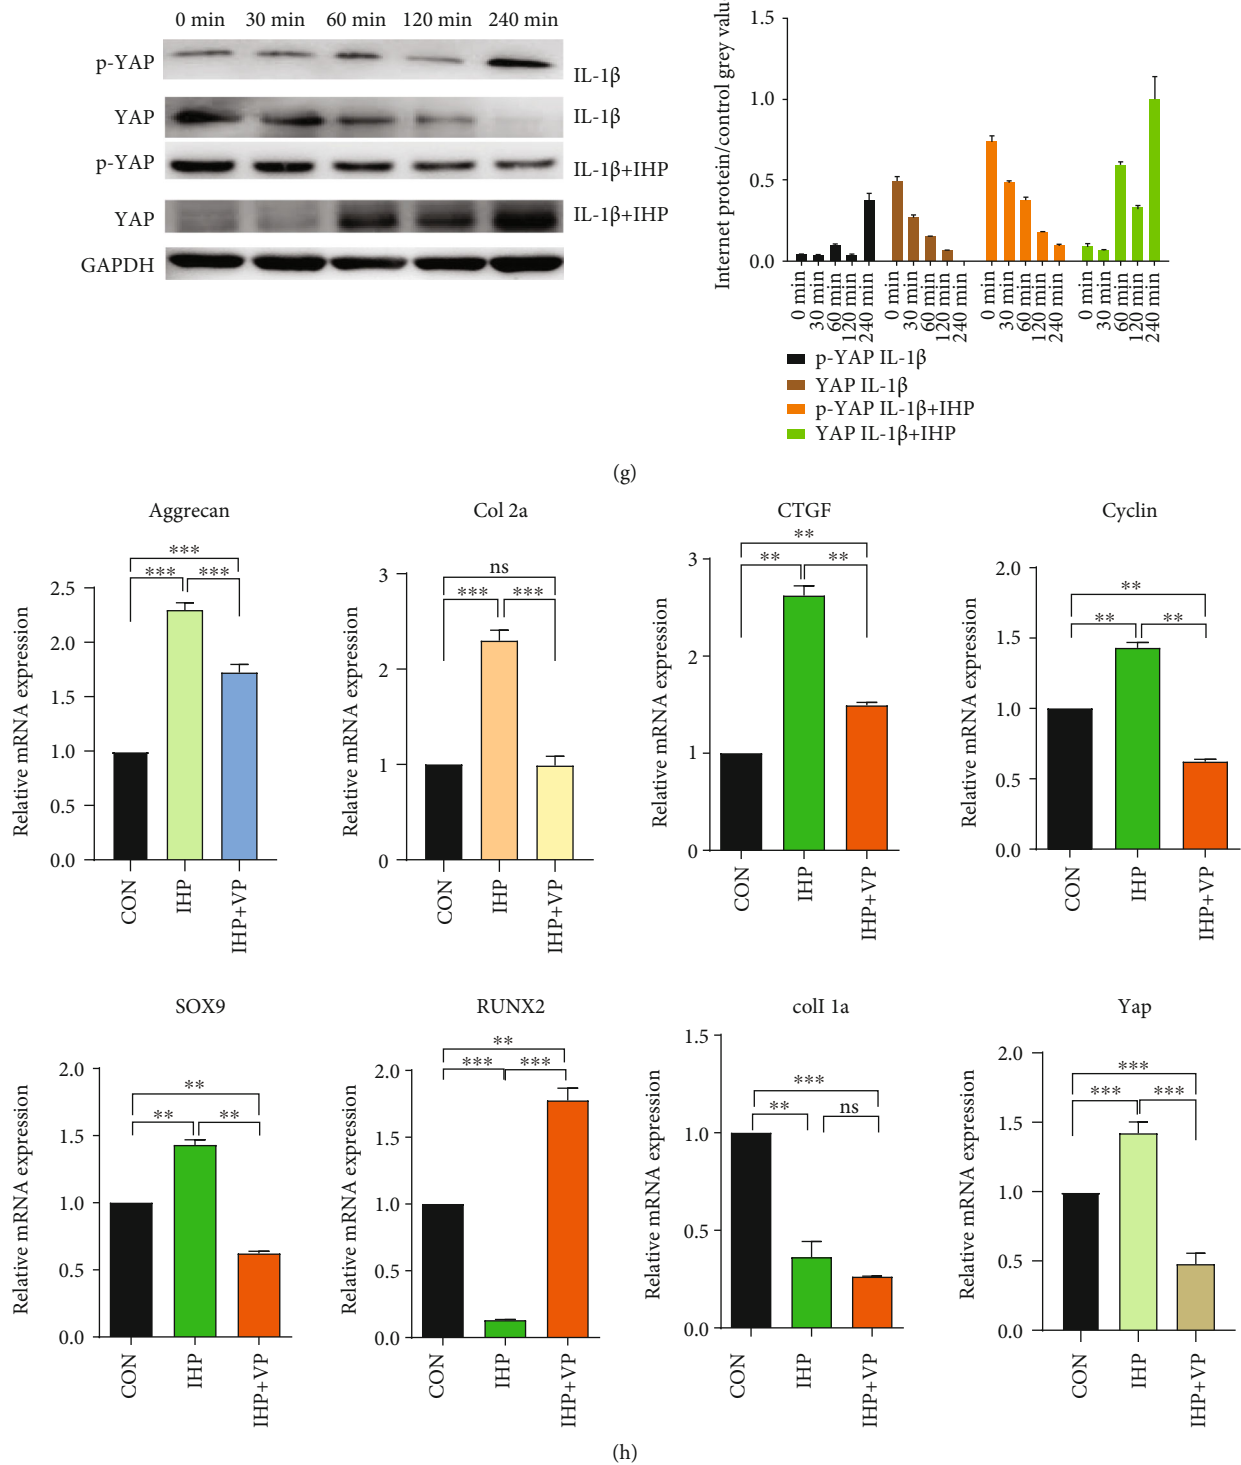 0 min 30 min 60 min 120 min 240 min
p-YAP IL-1β
YAP IL-1β
p-YAP IL-1β+IHP
YAP IL-1β+IHP
GAPDH
Internet protein/control grey valu
1.5
1.0
0.5
0.0
0 min 30 min 60 min 120 min 240 min 0 min 30 min 60 min 120 min 240 min 0 min 30 min 60 min 120 min 240 min 0 min 30 min 60 min 120 min 240 min
p-YAP IL-1β
YAP IL-1β
p-YAP IL-1β+IHP
YAP IL-1β+IHP
(g)
Aggrecan
Relative mRNA expression
2.5
2.0
1.5
1.0
0.5
0.0
***
*** ***
CON IHP IHP+VP
Col 2a
Relative mRNA expression
3
2
1
0
ns
*** ***
CON IHP IHP+VP
CTGF
Relative mRNA expression
3
2
1
0
**
** **
CON IHP IHP+VP
Cyclin
Relative mRNA expression
2.0
1.5
1.0
0.5
0.0
**
** **
CON IHP IHP+VP
SOX9
Relative mRNA expression
2.0
1.5
1.0
0.5
0.0
**
** **
CON IHP IHP+VP
RUNX2
Relative mRNA expression
2.0
1.5
1.0
0.5
0.0
**
*** ***
CON IHP IHP+VP
colI 1a
Relative mRNA expression
1.5
1.0
0.5
0.0
***
** ns
CON IHP IHP+VP
Yap
Relative mRNA expression
2.0
1.5
1.0
0.5
0.0
***
*** ***
CON IHP IHP+VP
(h)